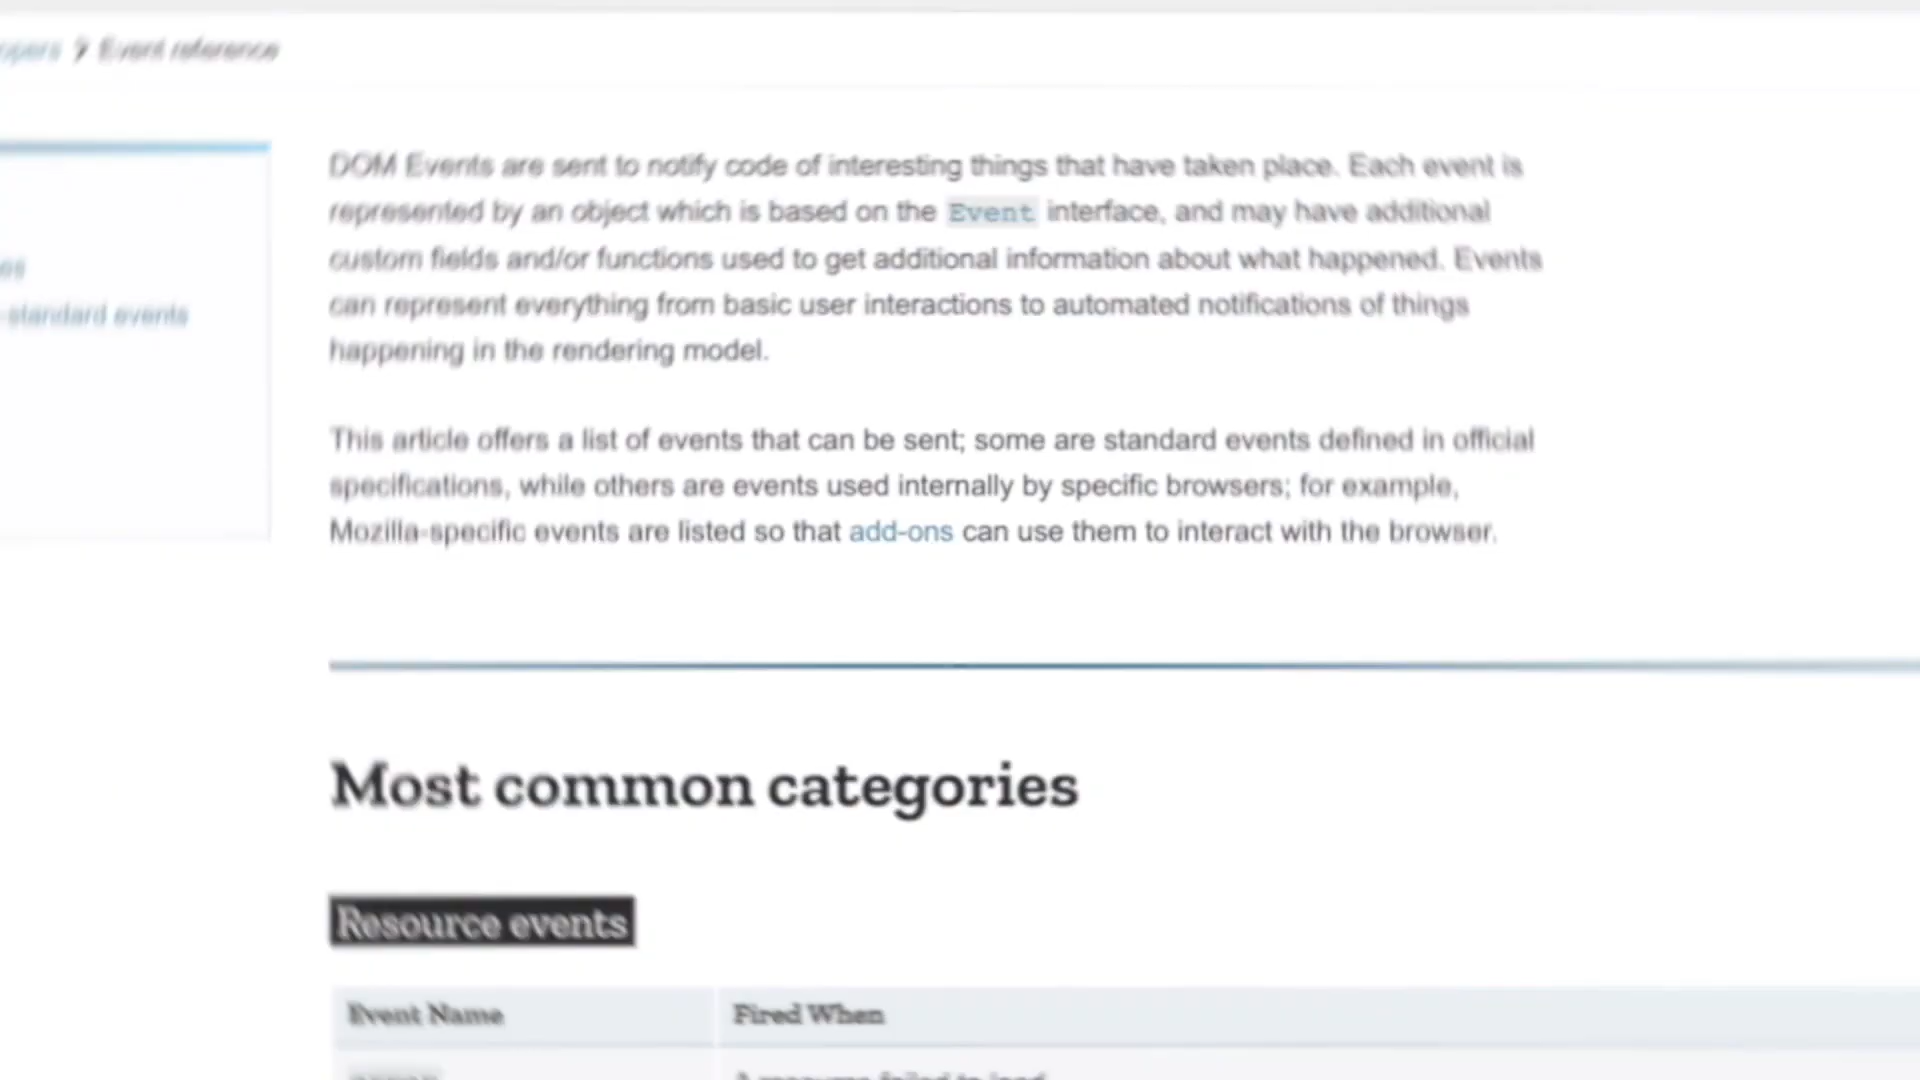 Event reference
DOM Events are sent to notify code of interesting things that have taken place. Each event is
represented by an object which is based on the Event interface, and may have additional
custom fields and/or functions used to get additional information about what happened. Events
can represent everything from basic user interactions to automated notifications of things
-standard events
happening in the rendering model.
This article offers a list of events that can be sent; some are standard events defined in official
specifications, while others are events used internally by specific browsers; for example,
Mozilla-specific events are listed so that add-ons can use them to interact with the browser.
Most common categories
Resource events
Event Name Fired When